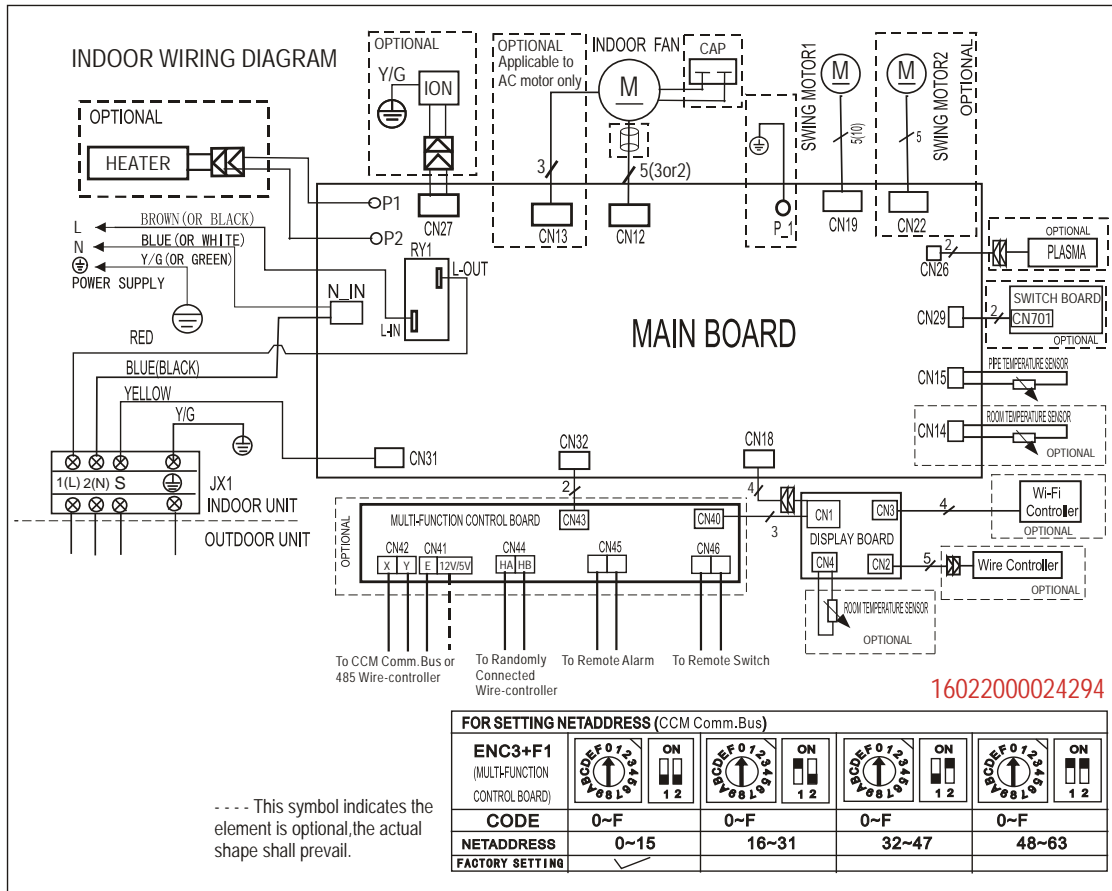 INDOOR WIRING DIAGRAM
OPTIONAL
HEATER
OPTIONAL
Y/G
ION
CN27
OPTIONAL
Applicable to
AC motor only
3
CN13
INDOOR FAN
M
CAP
5(3or2)
CN12
P_1
SWING MOTOR1
M
5(10)
CN19
SWING MOTOR2
OPTIONAL
M
5
CN22
P1
P2
L
BROWN(OR BLACK)
N
BLUE(OR WHITE)
Y/G(OR GREEN)
POWER SUPPLY
RY1
L-OUT
N_IN
L-IN
RED
BLUE(BLACK)
YELLOW
Y/G
MAIN BOARD
CN26
2
OPTIONAL
PLASMA
CN29
2
SWITCH BOARD
CN701
OPTIONAL
CN15
PIPE TEMPERATURE SENSOR
CN14
ROOM TEMPERATURE SENSOR
OPTIONAL
CN31
CN32
CN18
1(L) 2(N) S
JX1
INDOOR UNIT
OUTDOOR UNIT
2
4
OPTIONAL
MULTI-FUNCTION CONTROL BOARD
CN43
CN40
3
CN42
CN41
CN44
CN45
CN46
X Y
E 12V/5V
HA HB
CN1
CN3
DISPLAY BOARD
CN4
CN2
4
Wi-Fi
Controller
OPTIONAL
5
Wire Controller
OPTIONAL
ROOM TEMPERATURE SENSOR
OPTIONAL
To CCM Comm.Bus or
485 Wire-controller
To Randomly
Connected
Wire-controller
To Remote Alarm
To Remote Switch
16022000024294
FOR SETTING NETADDRESS (CCM Comm.Bus)
ENC3+F1
(MULTI-FUNCTION
CONTROL BOARD)
0123456789ABCDEF ON 1 2
0123456789ABCDEF ON 1 2
0123456789ABCDEF ON 1 2
0123456789ABCDEF ON 1 2
CODE 0~F 0~F 0~F 0~F
NETADDRESS 0~15 16~31 32~47 48~63
FACTORY SETTING
- - - - This symbol indicates the
element is optional,the actual
shape shall prevail.